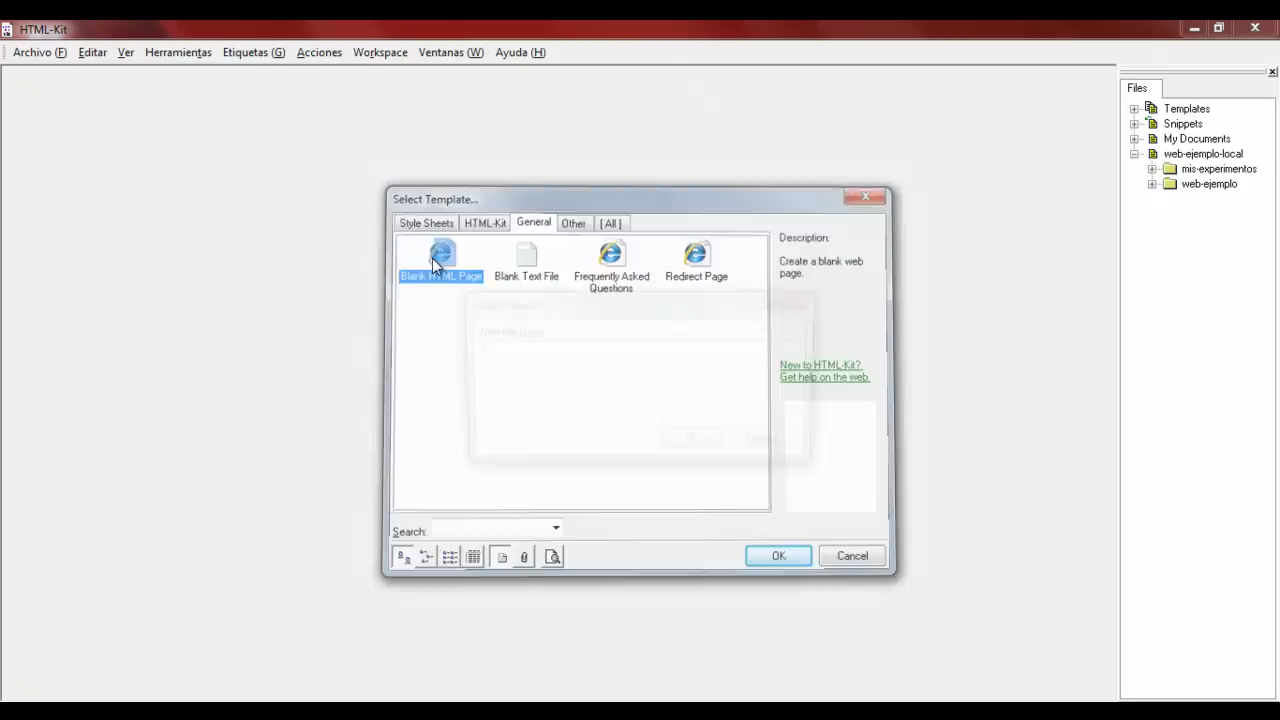 HTML-Kit
Archivo (F) Editar Ver Herramientas Etiquetas (G) Acciones Workspace Ventanas (W) Ayuda (H)
Files
Templates
Snippets
My Documents
web-ejemplo-local
mis-experimentos
web-ejemplo
Select Template...
Style Sheets HTML-Kit General Other [ All ]
Blank HTML Page Blank Text File Frequently Asked Questions Redirect Page
Description:
Create a blank web
page.
New to HTML-Kit?
Get help on the web.
Search:
OK Cancel